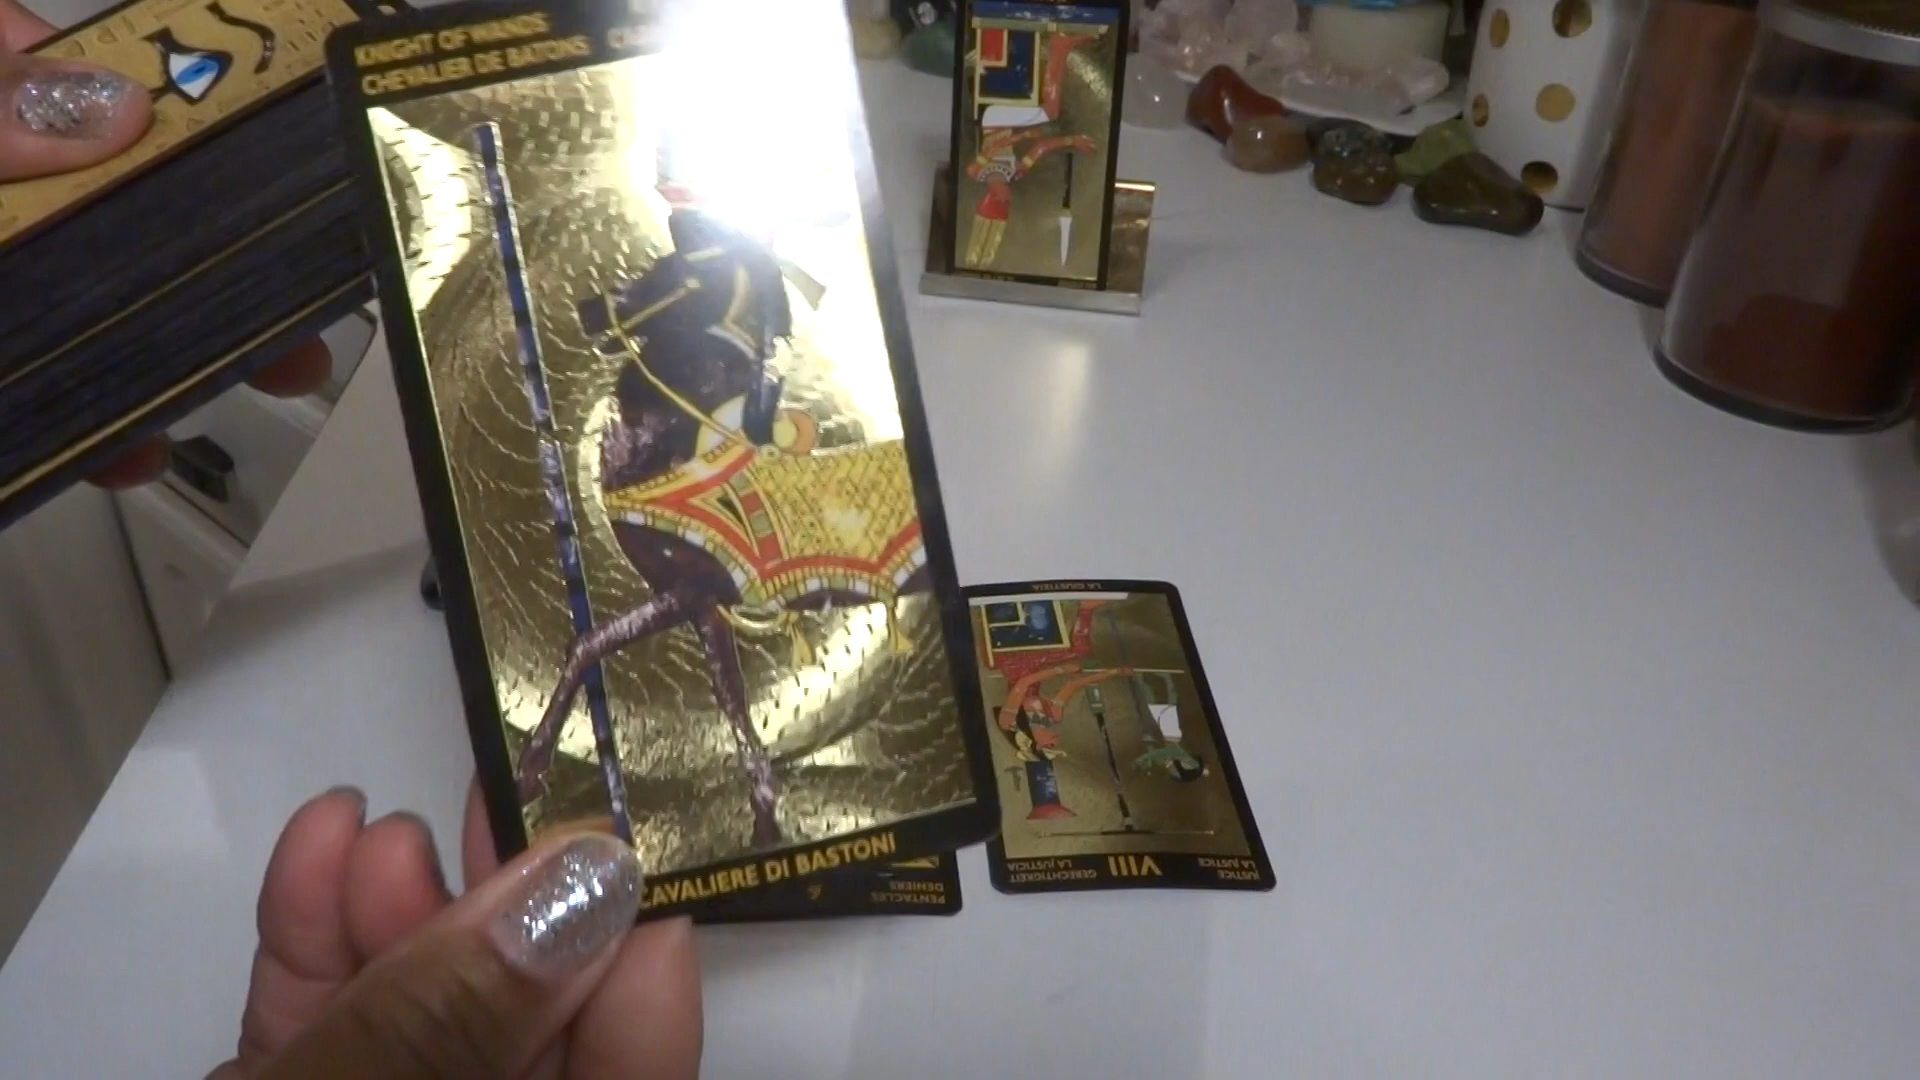 KNIGHT OF WANDS
CHEVALIER DE BATONS
CAVALIERE DI BASTONI
LA GIUSTIZIA
VIII
JUSTICE
LA JUSTICE
GERECHTIGKEIT
LA JUSTICIA
PENTACLES
DENIERS